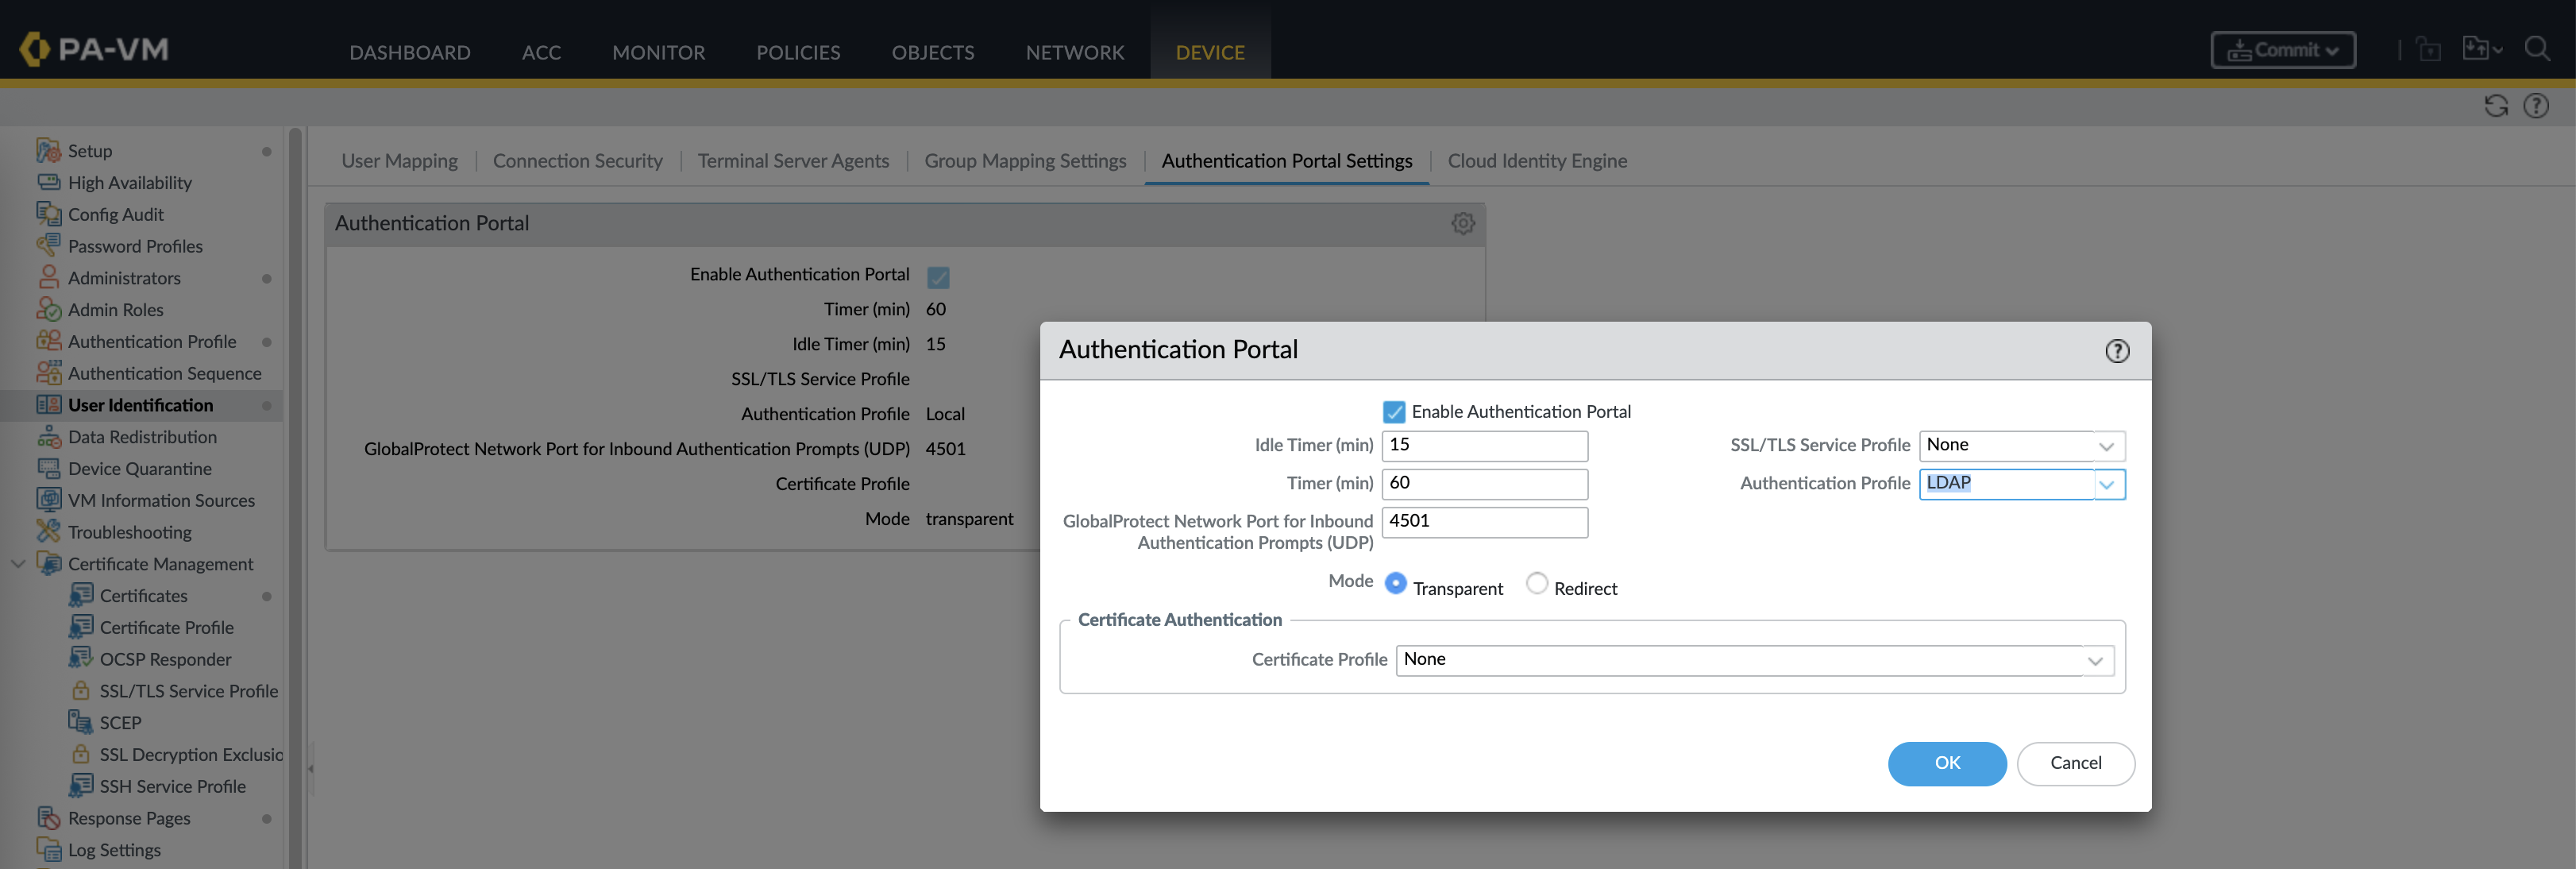 PA-VM
DASHBOARD ACC MONITOR POLICIES OBJECTS NETWORK DEVICE
Commit
Setup
High Availability
Config Audit
Password Profiles
Administrators
Admin Roles
Authentication Profile
Authentication Sequence
User Identification
Data Redistribution
Device Quarantine
VM Information Sources
Troubleshooting
Certificate Management
Certificates
Certificate Profile
OCSP Responder
SSL/TLS Service Profile
SCEP
SSL Decryption Exclusio
SSH Service Profile
Response Pages
Log Settings
User Mapping Connection Security Terminal Server Agents Group Mapping Settings Authentication Portal Settings Cloud Identity Engine
Authentication Portal
Enable Authentication Portal
Timer (min) 60
Idle Timer (min) 15
SSL/TLS Service Profile
Authentication Profile Local
GlobalProtect Network Port for Inbound Authentication Prompts (UDP) 4501
Certificate Profile
Mode transparent
Authentication Portal
Enable Authentication Portal
Idle Timer (min) 15 SSL/TLS Service Profile None
Timer (min) 60 Authentication Profile LDAP
GlobalProtect Network Port for Inbound 4501
Authentication Prompts (UDP)
Mode Transparent Redirect
Certificate Authentication
Certificate Profile None
OK Cancel